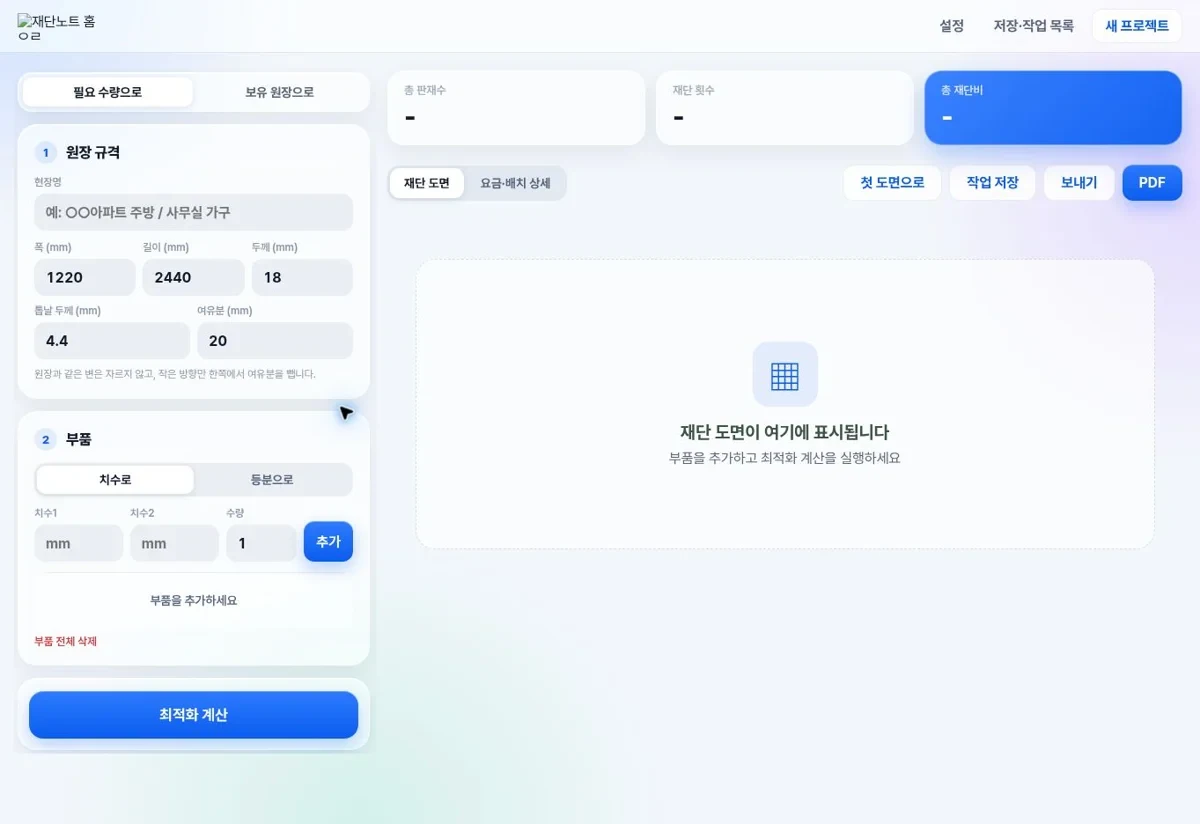 재단노트 홈
으로
설정
저장·작업 목록
새 프로젝트
필요 수량으로
보유 원장으로
총 판재수
-
재단 횟수
-
총 재단비
-
1 원장 규격
현장명
예: ○○아파트 주방 / 사무실 가구
폭 (mm)
길이 (mm)
두께 (mm)
1220
2440
18
톱날 두께 (mm)
여유분 (mm)
4.4
20
원장과 같은 변은 자르지 않고, 작은 방향만 한쪽에서 여유분을 뺍니다.
재단 도면
요금·배치 상세
첫 도면으로
작업 저장
보내기
PDF
재단 도면이 여기에 표시됩니다
부품을 추가하고 최적화 계산을 실행하세요
2 부품
치수로
등분으로
치수1
치수2
수량
mm
mm
1
추가
부품을 추가하세요
부품 전체 삭제
최적화 계산